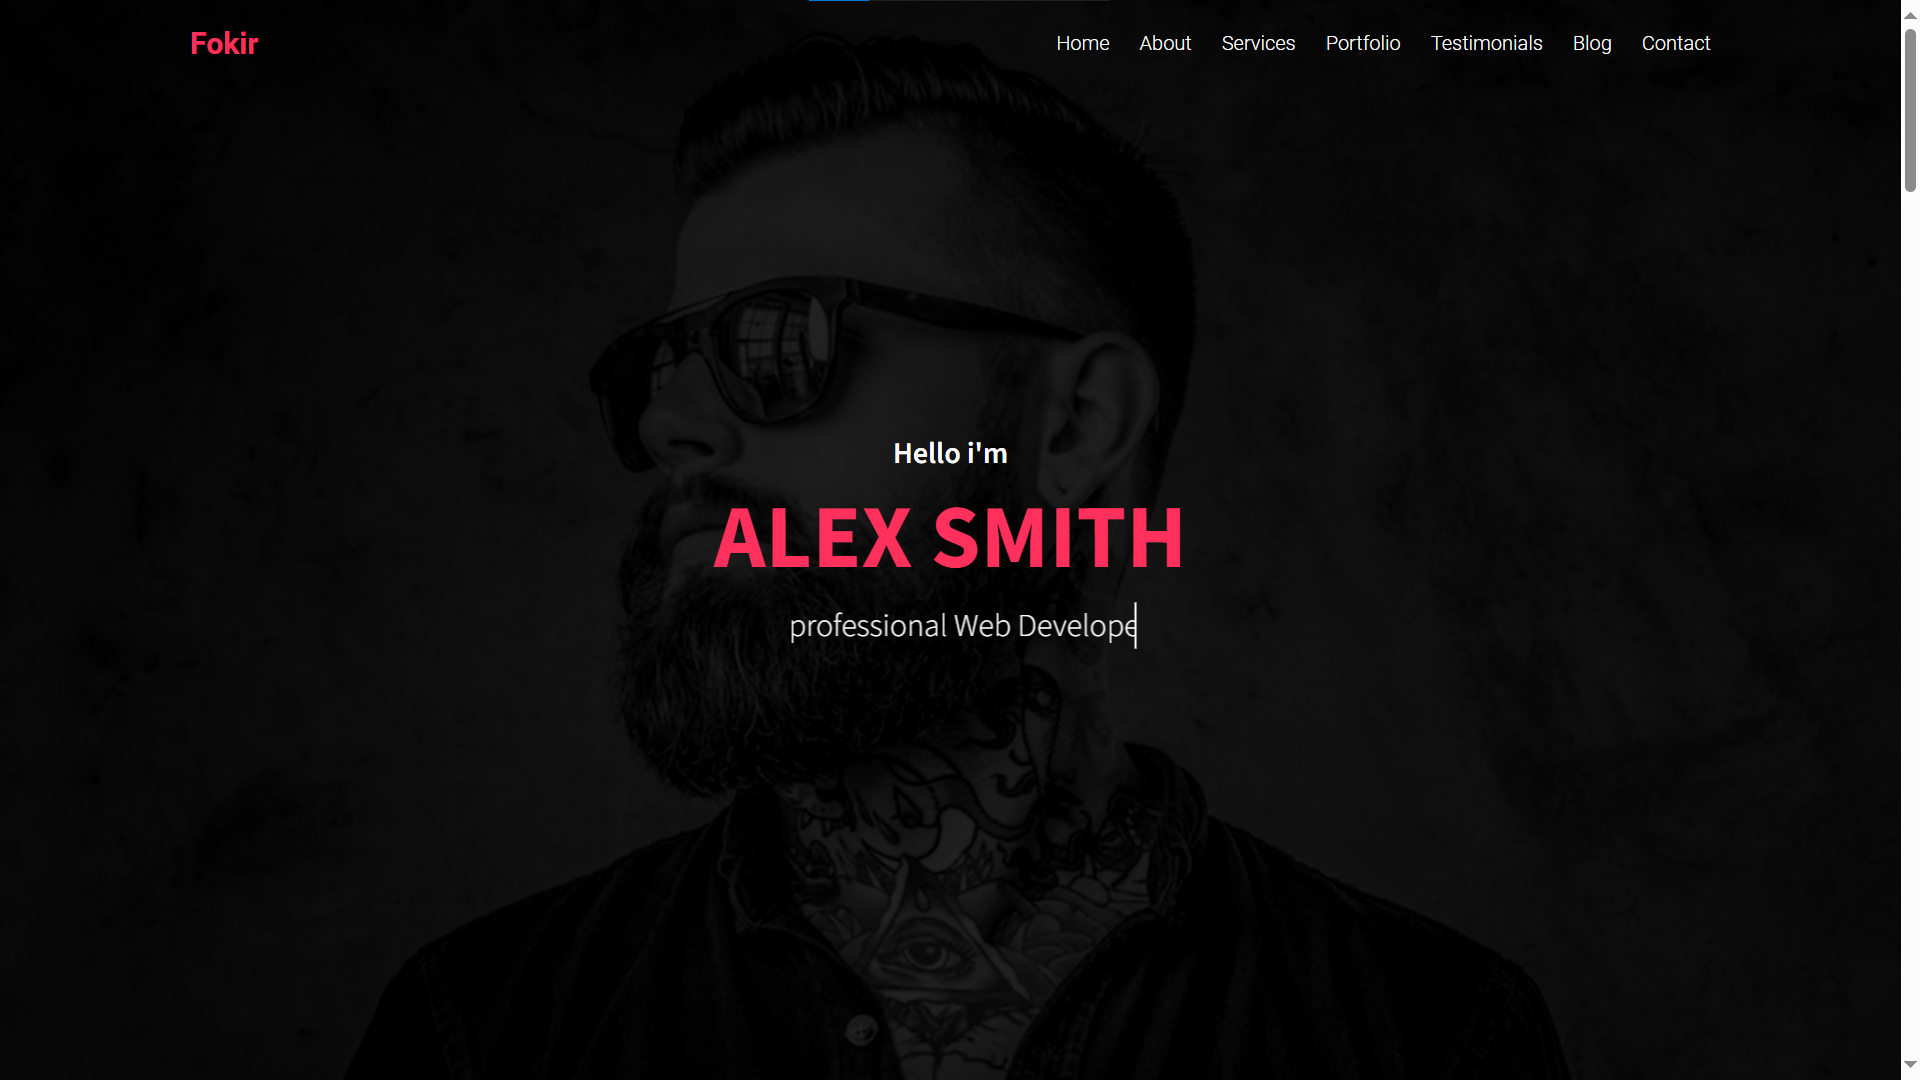 Fokir
Home About Services Portfolio Testimonials Blog Contact
Hello i'm
ALEX SMITH
professional Web Develope